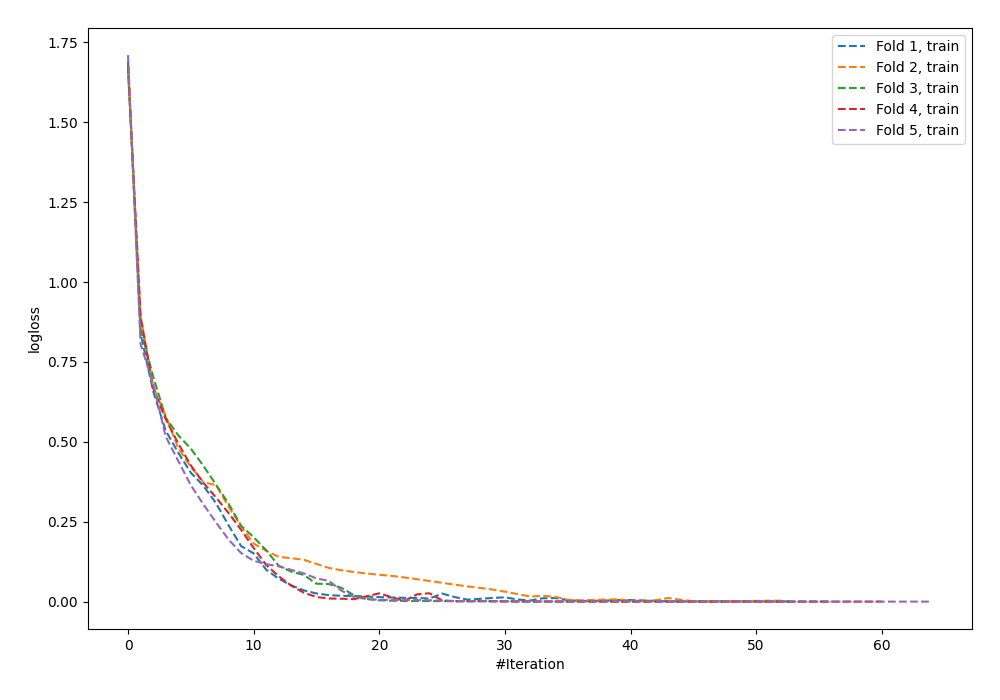 1.75
1.50
1.25
1.00
0.75
0.50
0.25
0.00
logloss
0
10
20
30
40
50
60
#Iteration
Fold 1, train
Fold 2, train
Fold 3, train
Fold 4, train
Fold 5, train